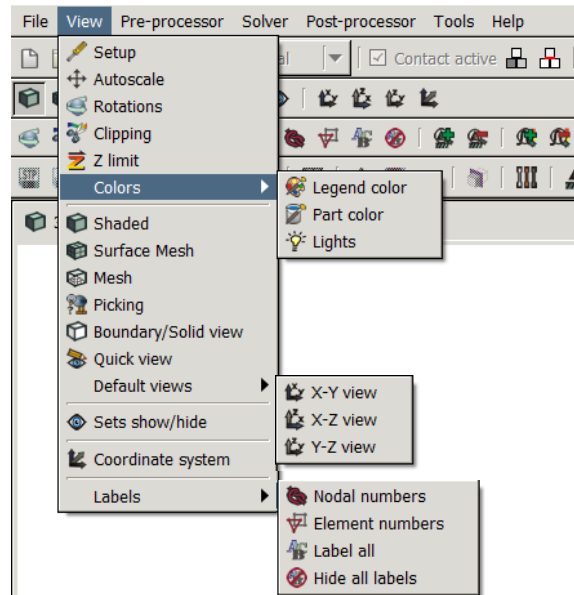 File View Pre-processor Solver Post-processor Tools Help
Setup
Contact active
Autoscale
Rotations
Clipping
Z limit
Colors
Legend color
Part color
Lights
Shaded
Surface Mesh
Mesh
Picking
Boundary/Solid view
Quick view
Default views
X-Y view
X-Z view
Y-Z view
Sets show/hide
Coordinate system
Labels
Nodal numbers
Element numbers
Label all
Hide all labels